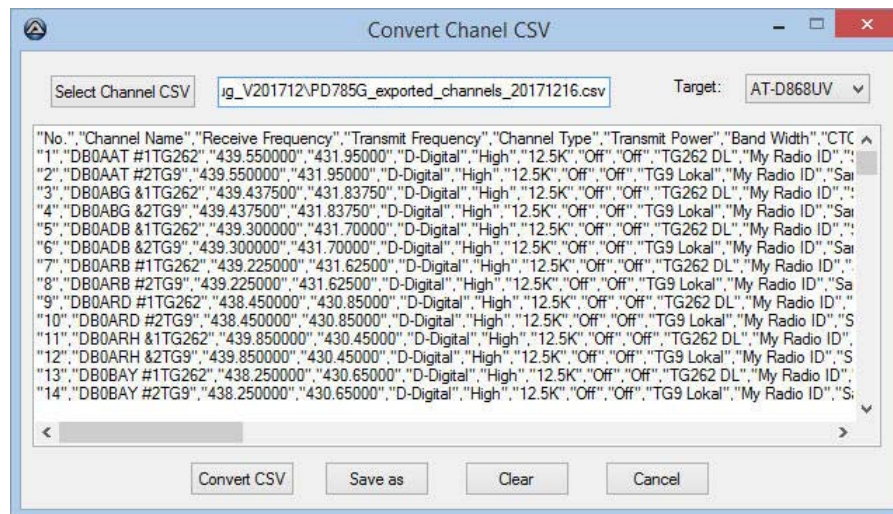 Convert Chanel CSV
Select Channel CSV
ıg_V201712\PD785G_exported_channels_20171216.csv
Target:
AT-D868UV
"No.","Channel Name","Receive Frequency","Transmit Frequency","Channel Type","Transmit Power","Band Width","CTC
"1","DB0AAT #1TG262","439.550000","431.95000","D-Digital","High","12.5K","Off","Off","TG262 DL","My Radio ID","S
"2","DB0AAT #2TG9","439.550000","431.95000","D-Digital","High","12.5K","Off","Off","TG9 Lokal","My Radio ID","Sar
"3","DB0ABG &1TG262","439.437500","431.83750","D-Digital","High","12.5K","Off","Off","TG262 DL","My Radio ID","
"4","DB0ABG &2TG9","439.437500","431.83750","D-Digital","High","12.5K","Off","Off","TG9 Lokal","My Radio ID","Sa
"5","DB0ADB &1TG262","439.300000","431.70000","D-Digital","High","12.5K","Off","Off","TG262 DL","My Radio ID","
"6","DB0ADB &2TG9","439.300000","431.70000","D-Digital","High","12.5K","Off","Off","TG9 Lokal","My Radio ID","Sa
"7","DB0ARB #1TG262","439.225000","431.62500","D-Digital","High","12.5K","Off","Off","TG262 DL","My Radio ID","
"8","DB0ARB #2TG9","439.225000","431.62500","D-Digital","High","12.5K","Off","Off","TG9 Lokal","My Radio ID","Sa
"9","DB0ARD #1TG262","438.450000","430.85000","D-Digital","High","12.5K","Off","Off","TG262 DL","My Radio ID","
"10","DB0ARD #2TG9","438.450000","430.85000","D-Digital","High","12.5K","Off","Off","TG9 Lokal","My Radio ID","S
"11","DB0ARH &1TG262","439.850000","430.45000","D-Digital","High","12.5K","Off","Off","TG262 DL","My Radio ID",
"12","DB0ARH &2TG9","439.850000","430.45000","D-Digital","High","12.5K","Off","Off","TG9 Lokal","My Radio ID","S
"13","DB0BAY #1TG262","438.250000","430.65000","D-Digital","High","12.5K","Off","Off","TG262 DL","My Radio ID",
"14","DB0BAY #2TG9","438.250000","430.65000","D-Digital","High","12.5K","Off","Off","TG9 Lokal","My Radio ID","Sa
Convert CSV
Save as
Clear
Cancel